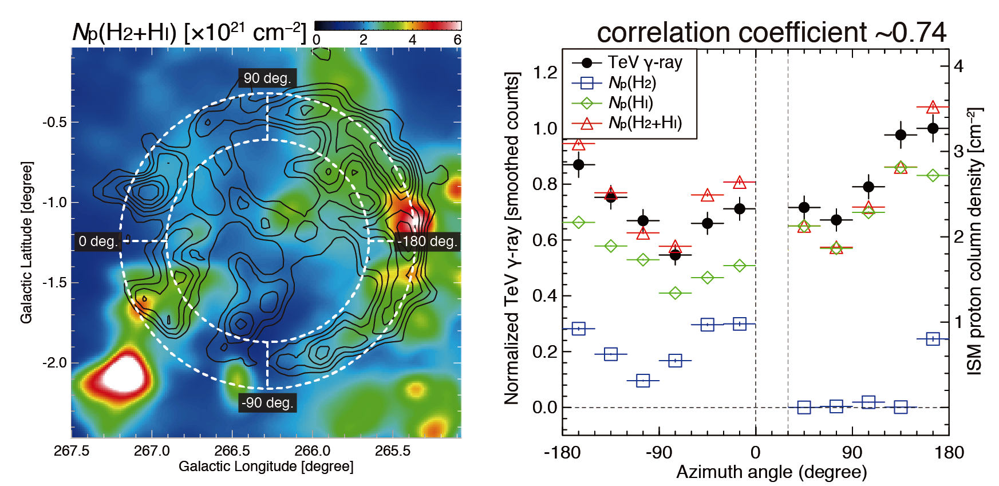 Np(H2+HI) [×10²¹ cm⁻²]
0 2 4 6
90 deg.
0 deg.
-180 deg.
-90 deg.
-0.5
-1.0
-1.5
-2.0
Galactic Latitude [degree]
267.5 267.0 266.5 266.0 265.5
Galactic Longitude [degree]
correlation coefficient ~0.74
TeV γ-ray
Np(H2)
Np(HI)
Np(H2+HI)
1.2
1.0
0.8
0.6
0.4
0.2
0.0
Normalized TeV γ-ray [smoothed counts]
4
3
2
1
ISM proton column density [cm⁻²]
-180 -90 0 90 180
Azimuth angle (degree)